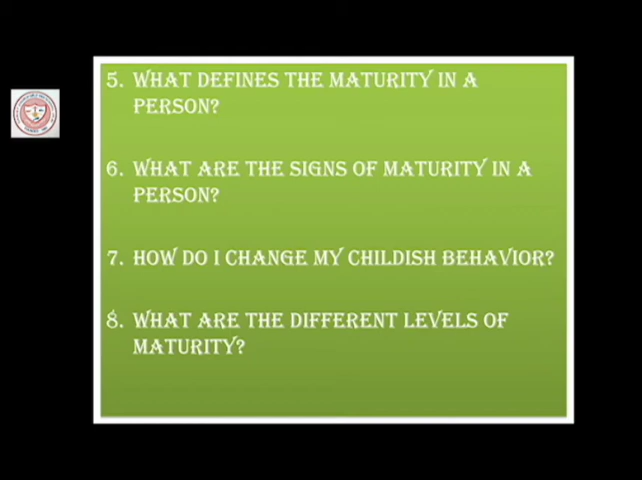 5. WHAT DEFINES THE MATURITY IN A
PERSON?
6. WHAT ARE THE SIGNS OF MATURITY IN A
PERSON?
7. HOW DO I CHANGE MY CHILDISH BEHAVIOR?
8. WHAT ARE THE DIFFERENT LEVELS OF
MATURITY?